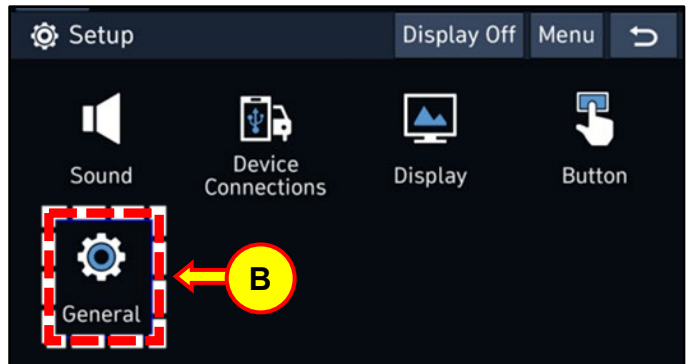 Setup
Display Off
Menu
Sound
Device
Connections
Display
Button
General
B